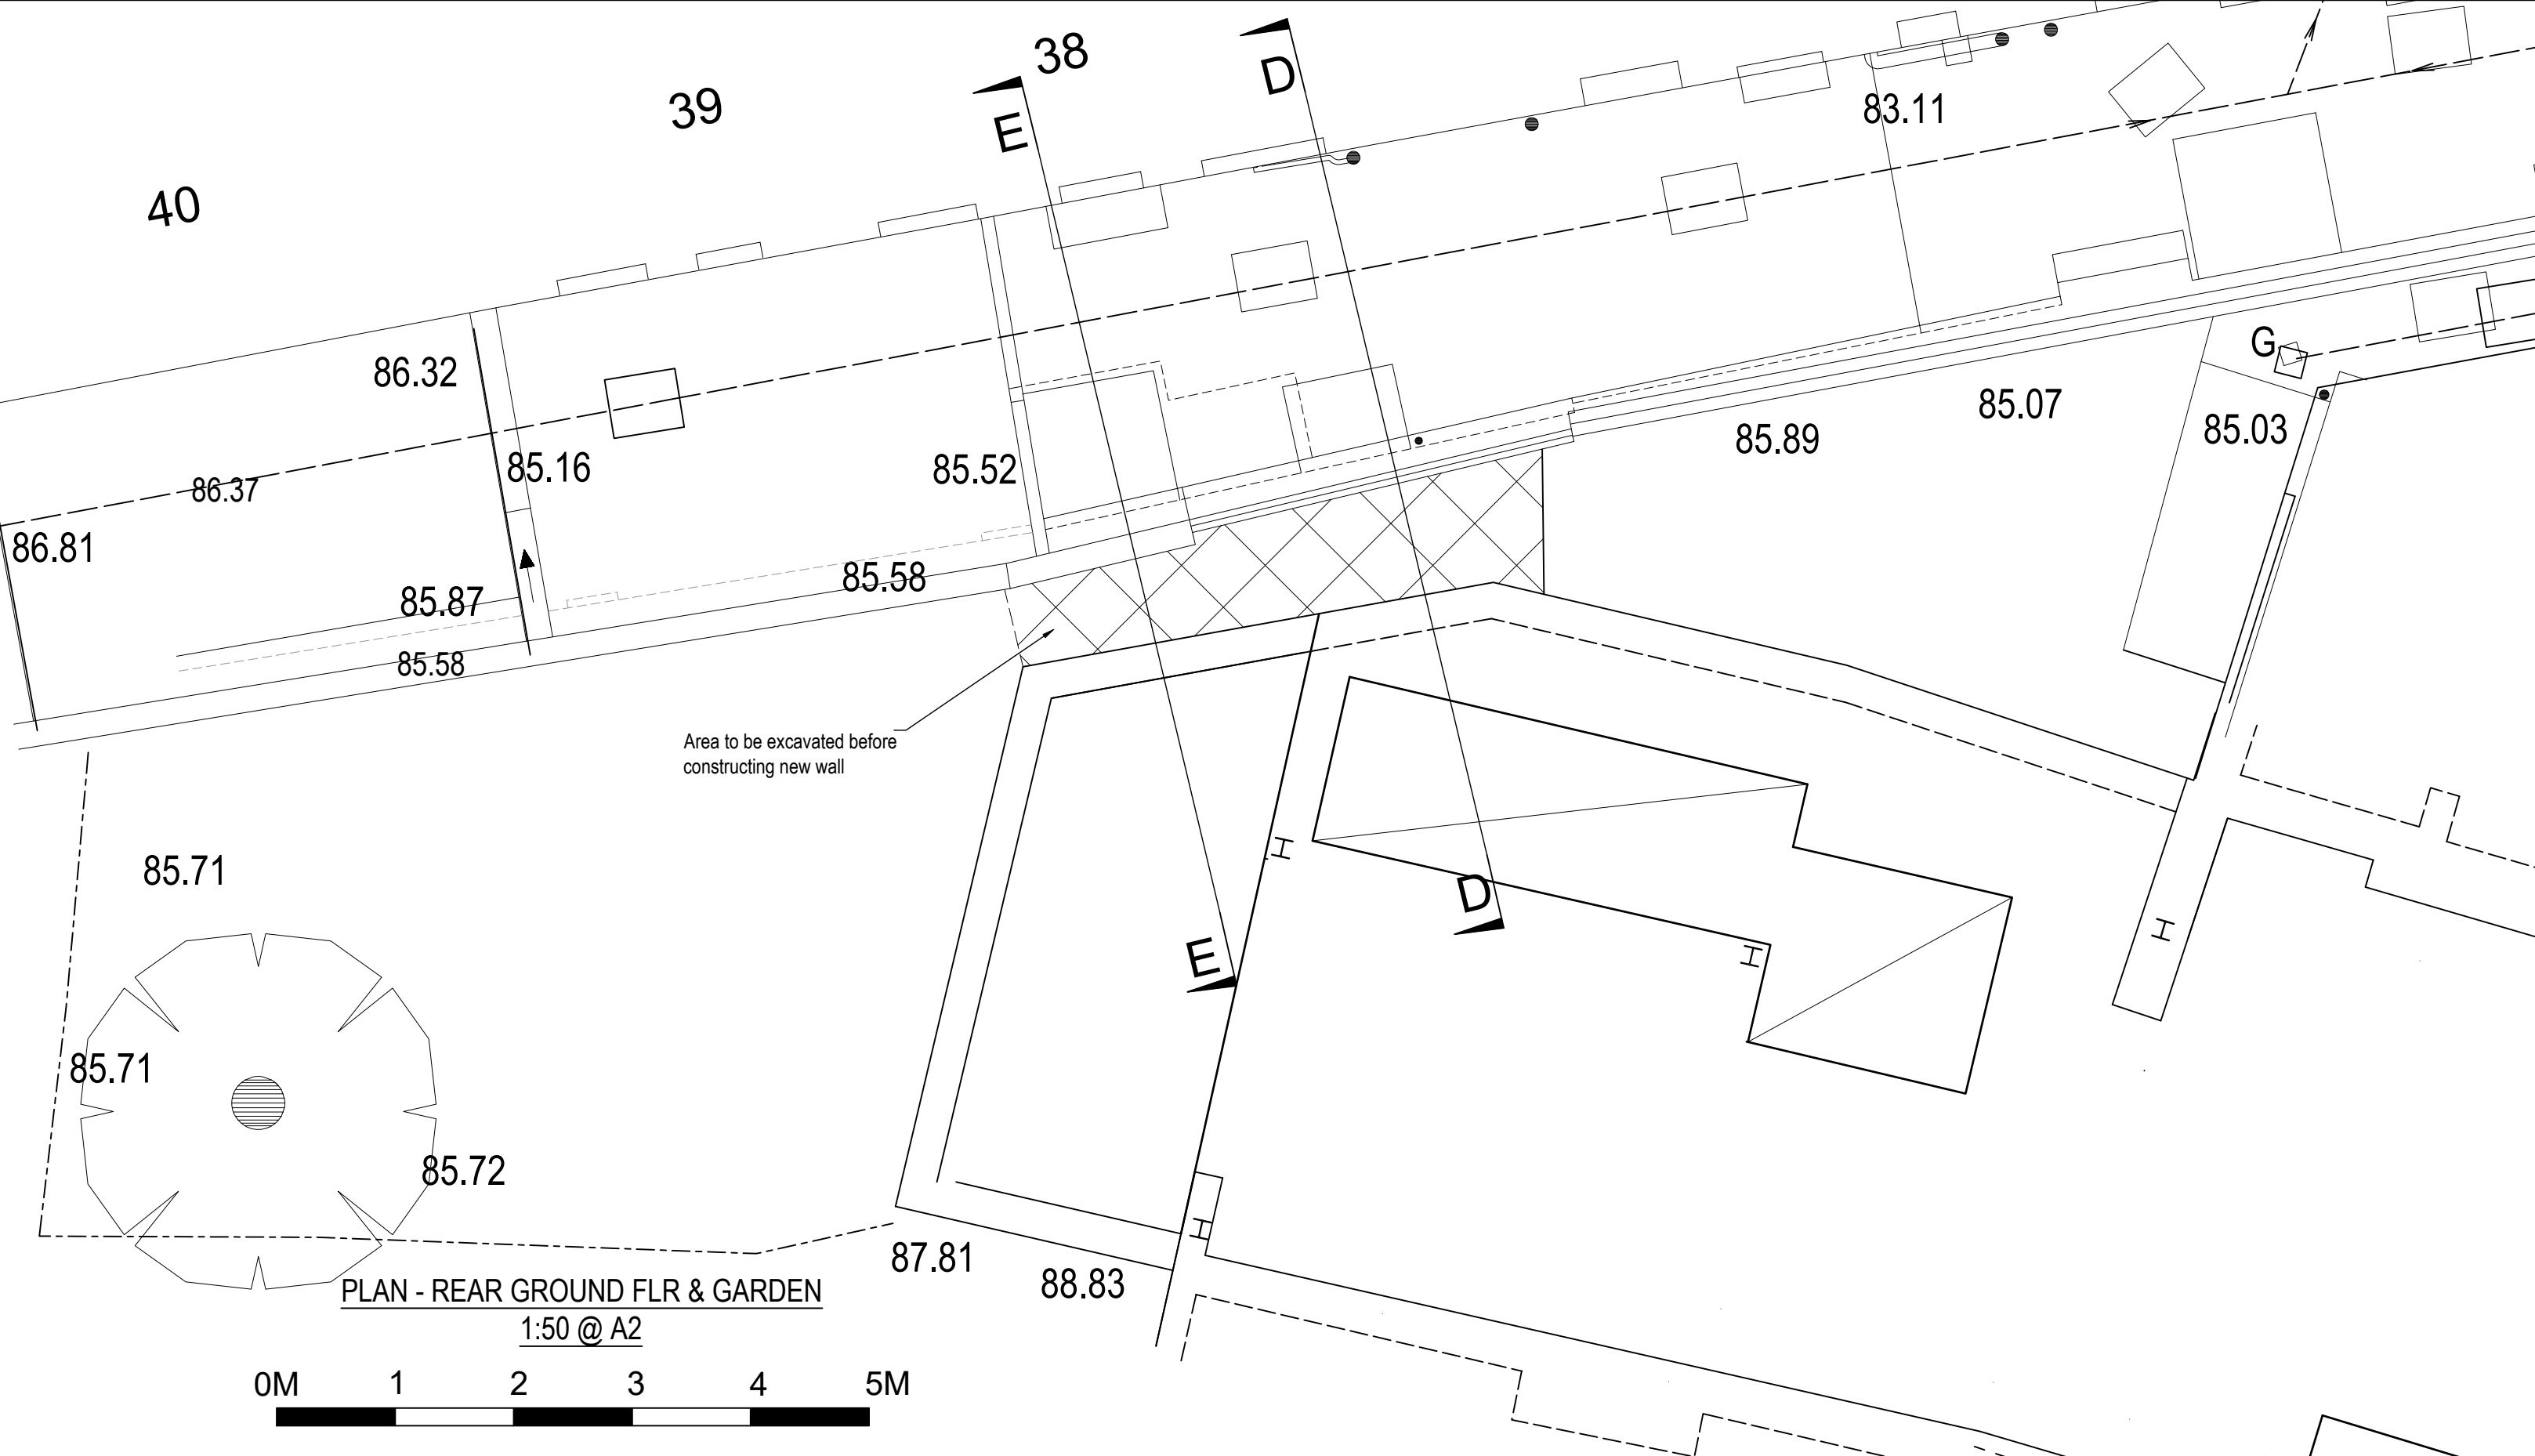 38
D
39
E
83.11
40
G
86.32
85.07
85.03
85.89
85.16
85.52
86.37
86.81
85.58
85.87
85.58
Area to be excavated before
constructing new wall
85.71
D
E
85.71
85.72
87.81
88.83
PLAN - REAR GROUND FLR & GARDEN
1:50 @ A2
0M 1 2 3 4 5M
H
H
H
H